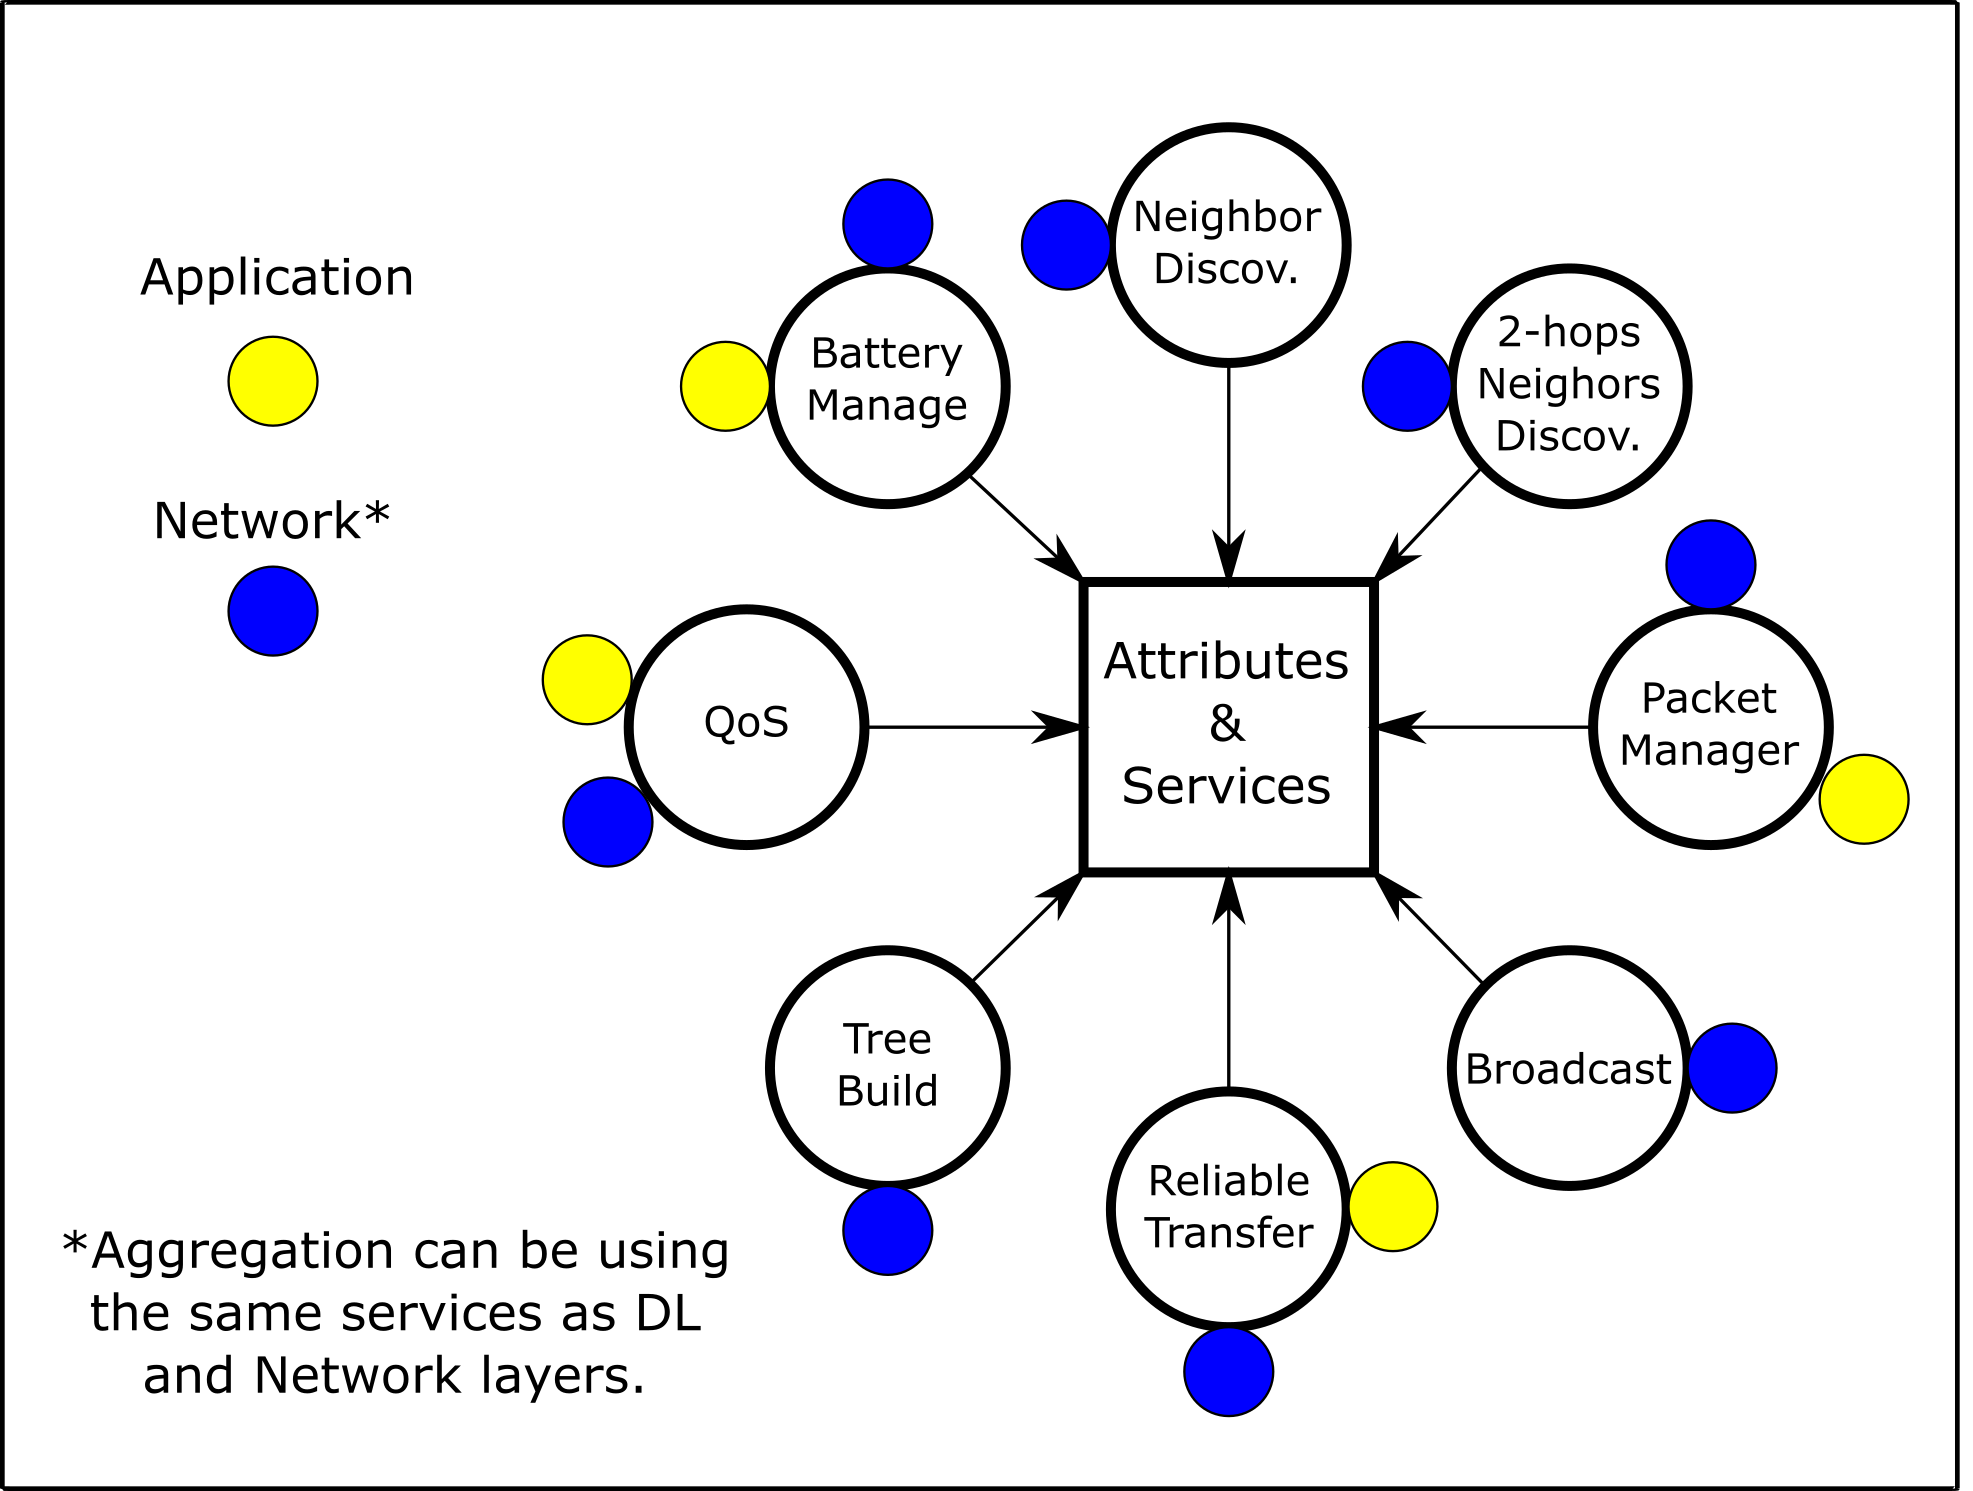 Application
Network*
Neighbor
Discov.
Battery
Manage
2-hops
Neighors
Discov.
QoS
Attributes
&
Services
Packet
Manager
Tree
Build
Reliable
Transfer
Broadcast
*Aggregation can be using
the same services as DL
and Network layers.